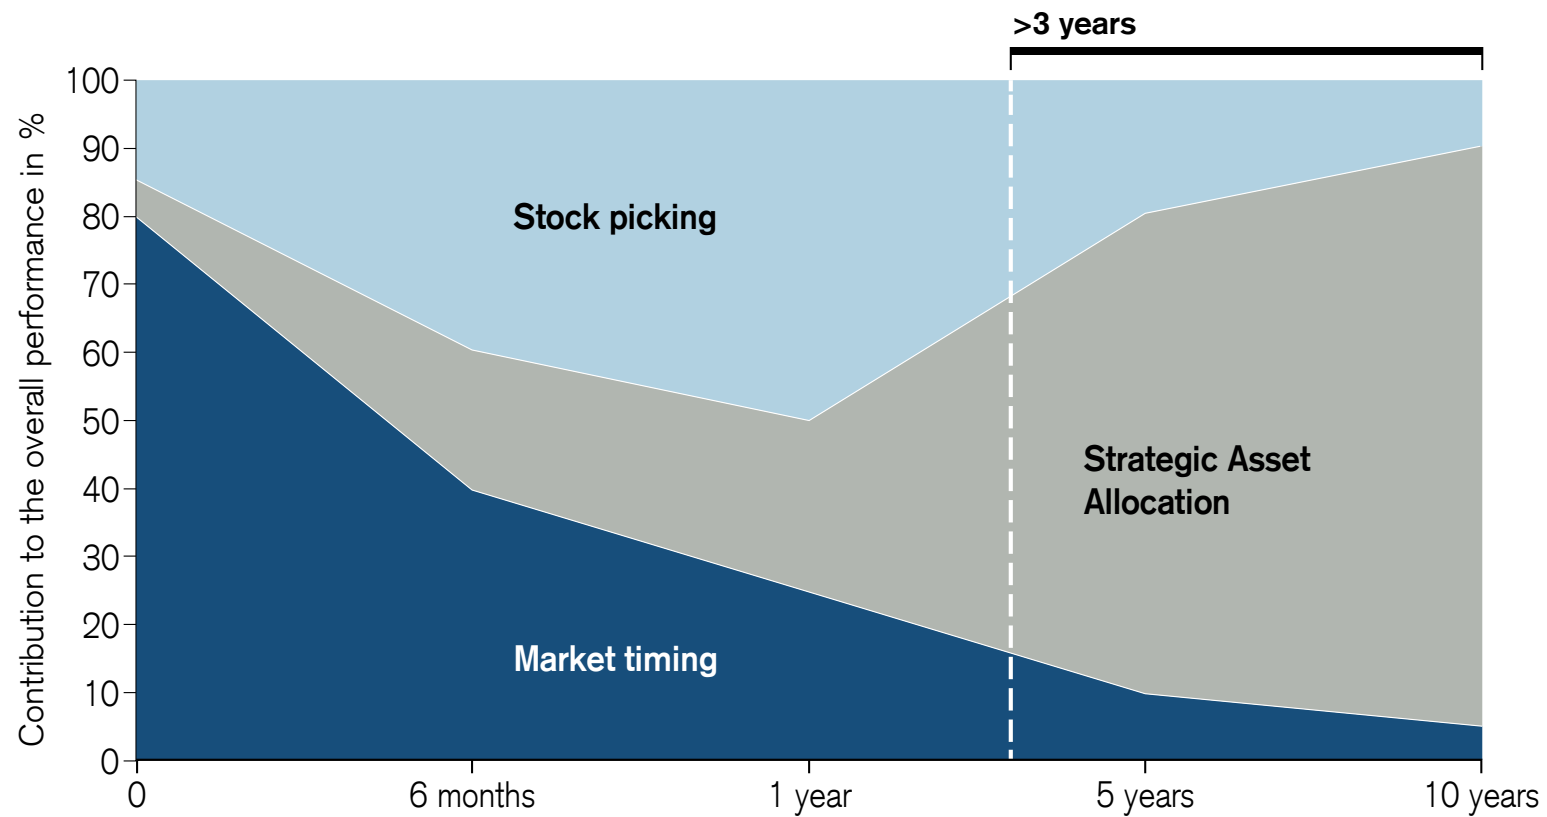 >3 years
Contribution to the overall performance in %
100
90
80
70
60
50
40
30
20
10
0
Stock picking
Strategic Asset
Allocation
Market timing
0
6 months
1 year
5 years
10 years